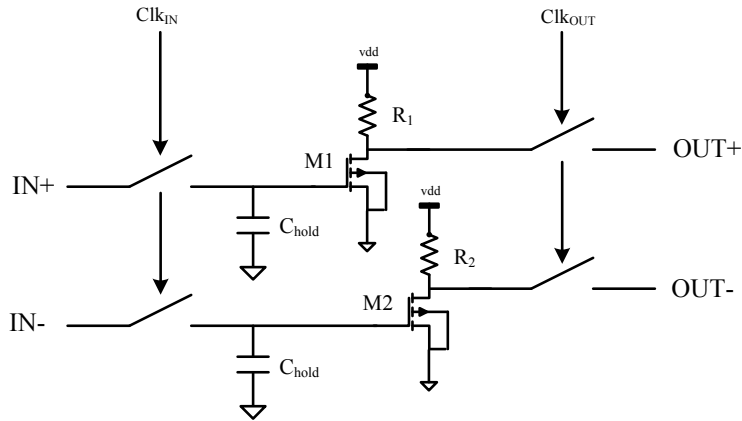 Clk_IN
Clk_OUT
vdd
R_1
M1
OUT+
IN+
vdd
C_hold
R_2
M2
OUT-
IN-
C_hold